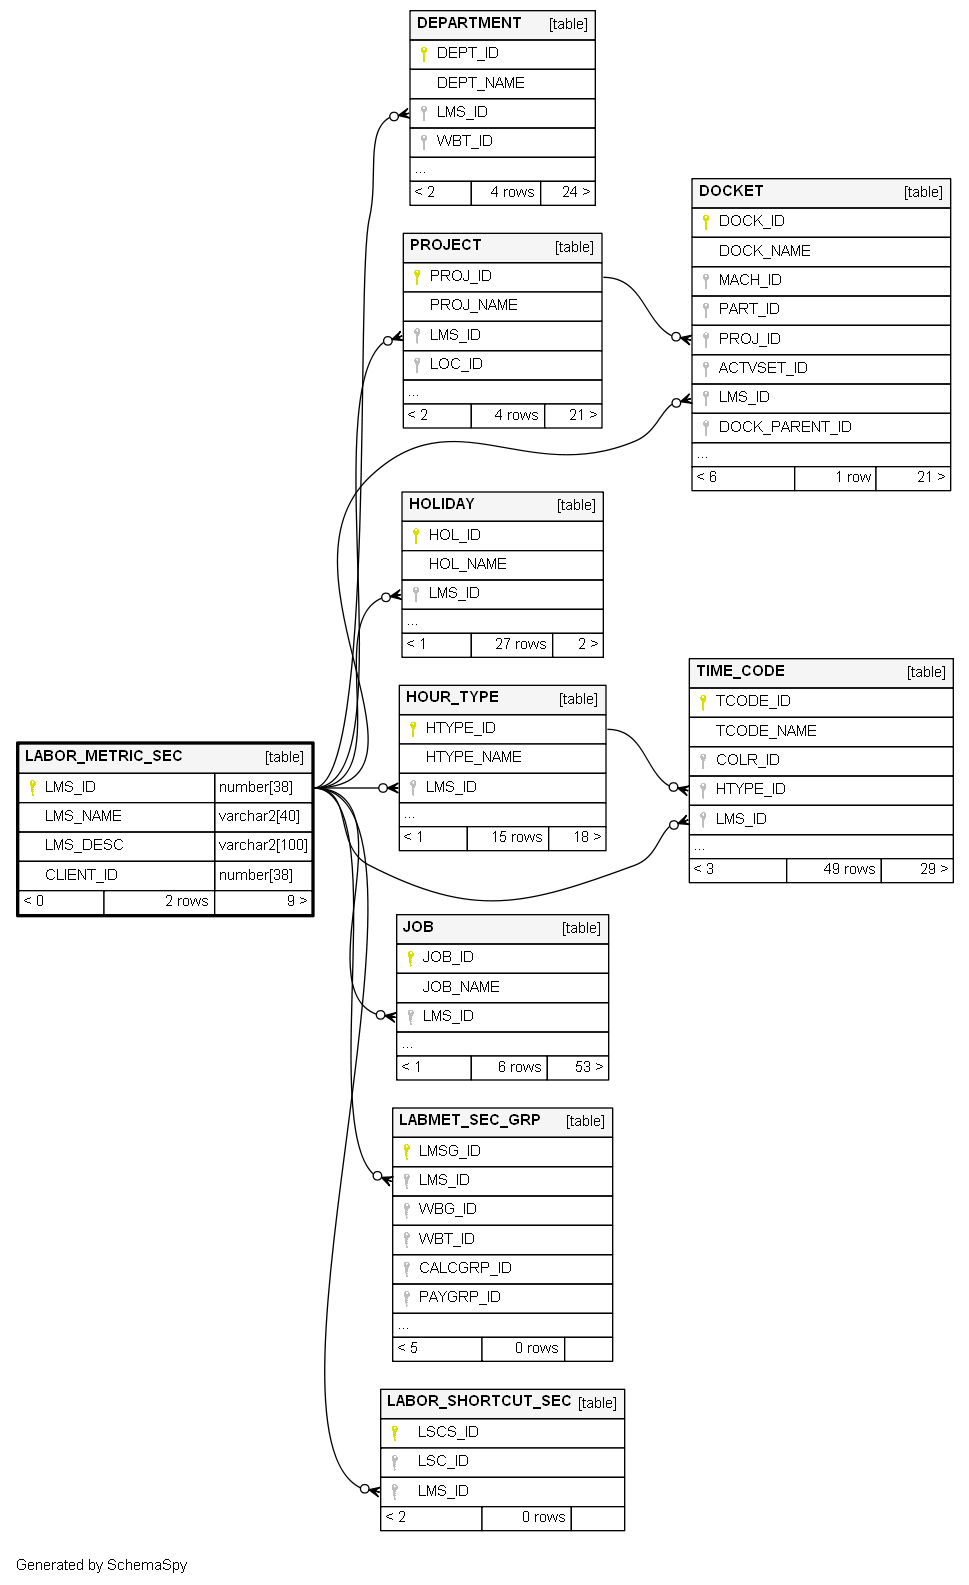 DEPARTMENT [table]
DEPT_ID
DEPT_NAME
LMS_ID
WBT_ID
...
< 2 4 rows 24 >
DOCKET [table]
DOCK_ID
DOCK_NAME
MACH_ID
PART_ID
PROJ_ID
ACTVSET_ID
LMS_ID
DOCK_PARENT_ID
...
< 6 1 row 21 >
PROJECT [table]
PROJ_ID
PROJ_NAME
LMS_ID
LOC_ID
...
< 2 4 rows 21 >
HOLIDAY [table]
HOL_ID
HOL_NAME
LMS_ID
...
< 1 27 rows 2 >
TIME_CODE [table]
TCODE_ID
TCODE_NAME
COLR_ID
HTYPE_ID
LMS_ID
...
< 3 49 rows 29 >
HOUR_TYPE [table]
HTYPE_ID
HTYPE_NAME
LMS_ID
...
< 1 15 rows 18 >
LABOR_METRIC_SEC [table]
LMS_ID number[38]
LMS_NAME varchar2[40]
LMS_DESC varchar2[100]
CLIENT_ID number[38]
< 0 2 rows 9 >
JOB [table]
JOB_ID
JOB_NAME
LMS_ID
...
< 1 6 rows 53 >
LABMET_SEC_GRP [table]
LMSG_ID
LMS_ID
WBG_ID
WBT_ID
CALCGRP_ID
PAYGRP_ID
...
< 5 0 rows
LABOR_SHORTCUT_SEC [table]
LSCS_ID
LSC_ID
LMS_ID
< 2 0 rows
Generated by SchemaSpy